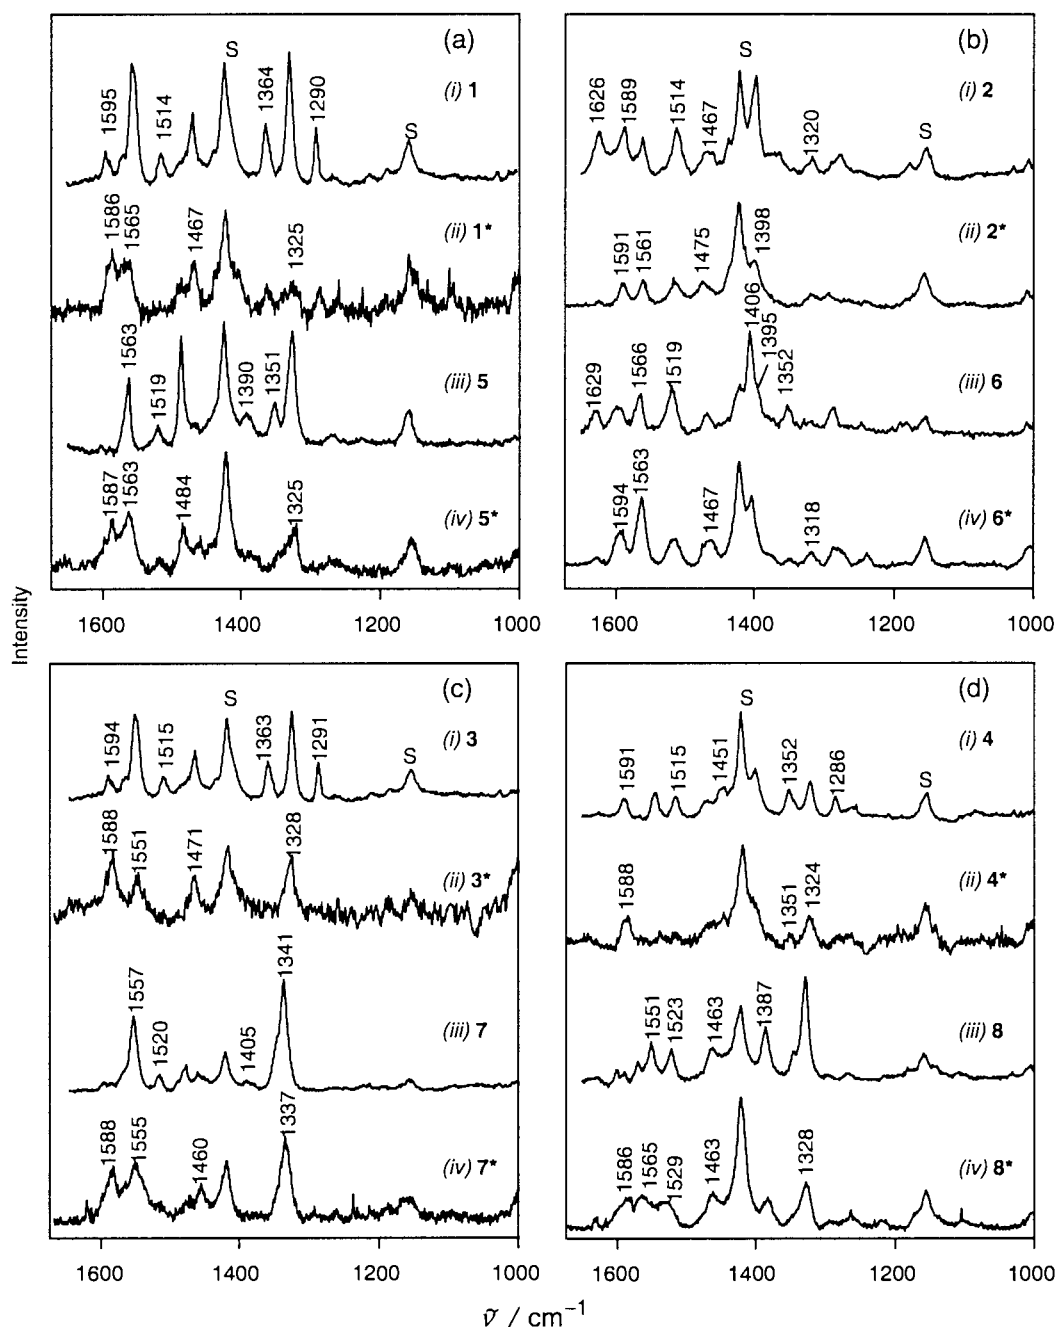 (a)
S
1595
1514
1364
1290
S
(i) 1
1586
1565
1467
1325
(ii) 1*
1563
1519
1390
1351
(iii) 5
1587
1563
1484
1325
(iv) 5*
1600 1400 1200 1000
(b)
S
1626
1589
1514
1467
1320
S
(i) 2
1591
1561
1475
1398
(ii) 2*
1629
1566
1519
1406
1395
1352
(iii) 6
1594
1563
1467
1318
(iv) 6*
1600 1400 1200 1000
Intensity
(c)
S
1594
1515
1363
1291
S
(i) 3
1588
1551
1471
1328
(ii) 3*
1557
1520
1405
1341
(iii) 7
1588
1555
1460
1337
(iv) 7*
1600 1400 1200 1000
(d)
S
1591
1515
1451
1352
1286
S
(i) 4
1588
1351
1324
(ii) 4*
1551
1523
1463
1387
(iii) 8
1586
1565
1529
1463
1328
(iv) 8*
1600 1400 1200 1000
ν̃ / cm⁻¹